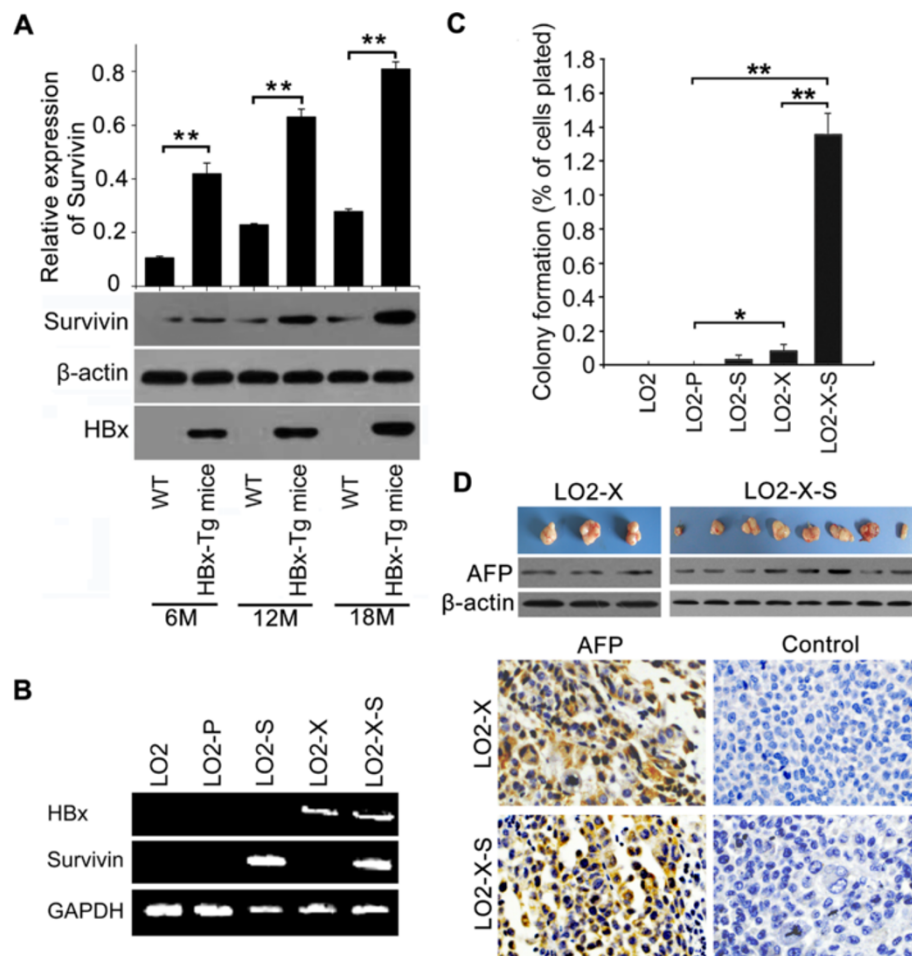 A
Relative expression
of Survivin
0.8
0.6
0.4
0.2
0
**
**
**
Survivin
β-actin
HBx
WT
HBx-Tg mice
WT
HBx-Tg mice
WT
HBx-Tg mice
6M
12M
18M
B
LO2
LO2-P
LO2-S
LO2-X
LO2-X-S
HBx
Survivin
GAPDH
C
Colony formation (% of cells plated)
1.8
1.6
1.4
1.2
1.0
0.8
0.6
0.4
0.2
0
**
**
*
LO2
LO2-P
LO2-S
LO2-X
LO2-X-S
D
LO2-X
LO2-X-S
AFP
β-actin
AFP
Control
LO2-X
LO2-X-S